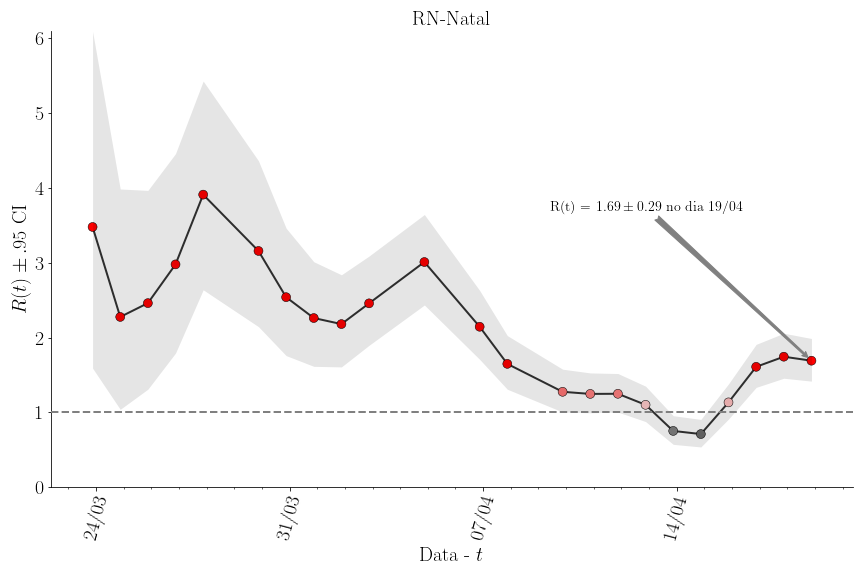 RN-Natal
6
5
4
3
2
1
0
R(t) ± .95 CI
R(t) = 1.69 ± 0.29 no dia 19/04
24/03
31/03
07/04
14/04
Data - t